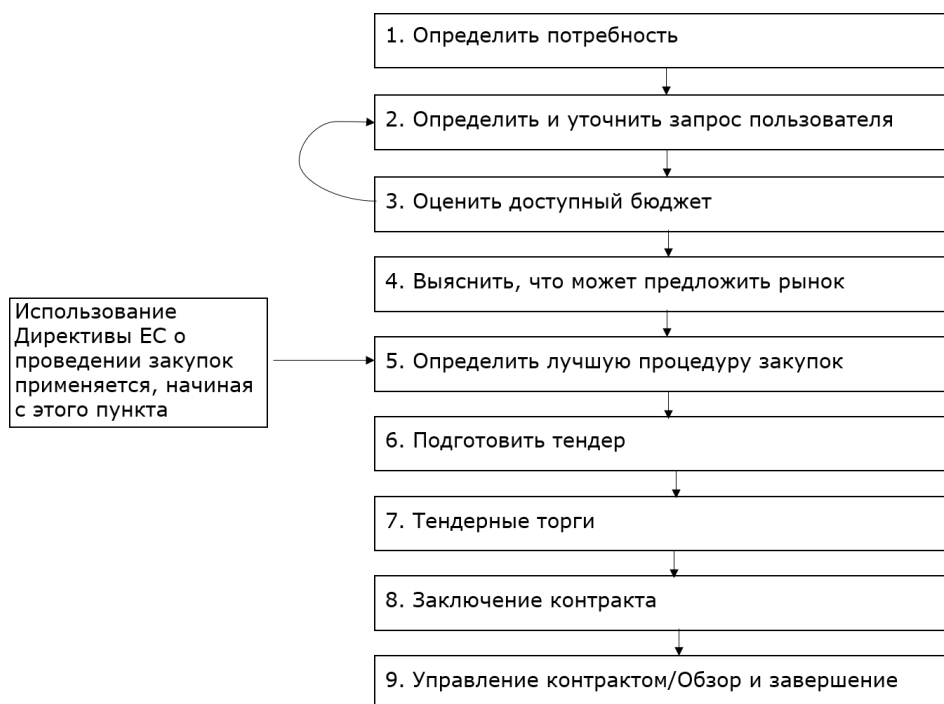 1. Определить потребность
2. Определить и уточнить запрос пользователя
3. Оценить доступный бюджет
4. Выяснить, что может предложить рынок
Использование
Директивы ЕС о
проведении закупок
применяется, начиная
с этого пункта
5. Определить лучшую процедуру закупок
6. Подготовить тендер
7. Тендерные торги
8. Заключение контракта
9. Управление контрактом/Обзор и завершение